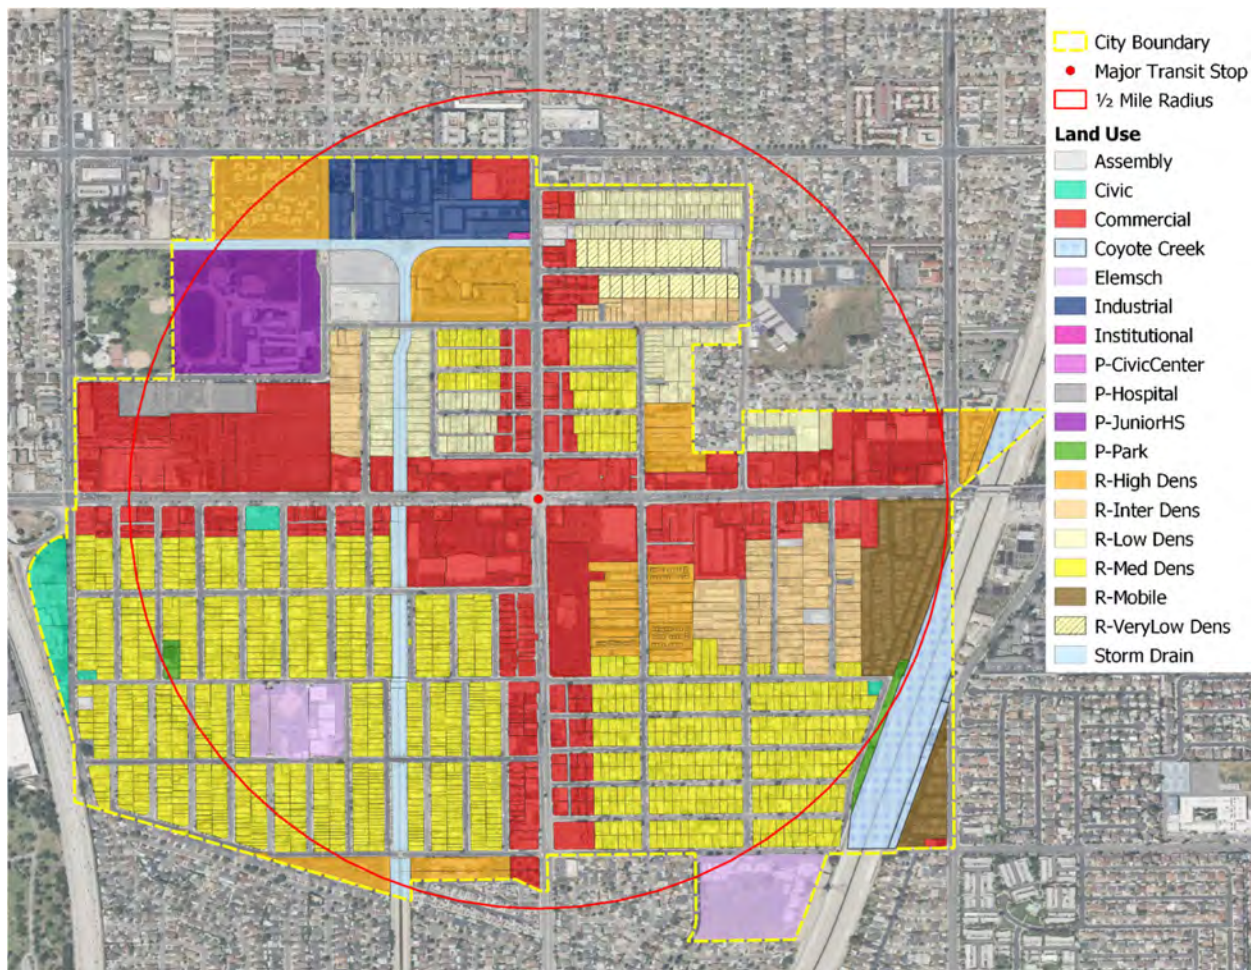 City Boundary
Major Transit Stop
½ Mile Radius
Land Use
Assembly
Civic
Commercial
Coyote Creek
Elemsch
Industrial
Institutional
P-CivicCenter
P-Hospital
P-JuniorHS
P-Park
R-High Dens
R-Inter Dens
R-Low Dens
R-Med Dens
R-Mobile
R-VeryLow Dens
Storm Drain